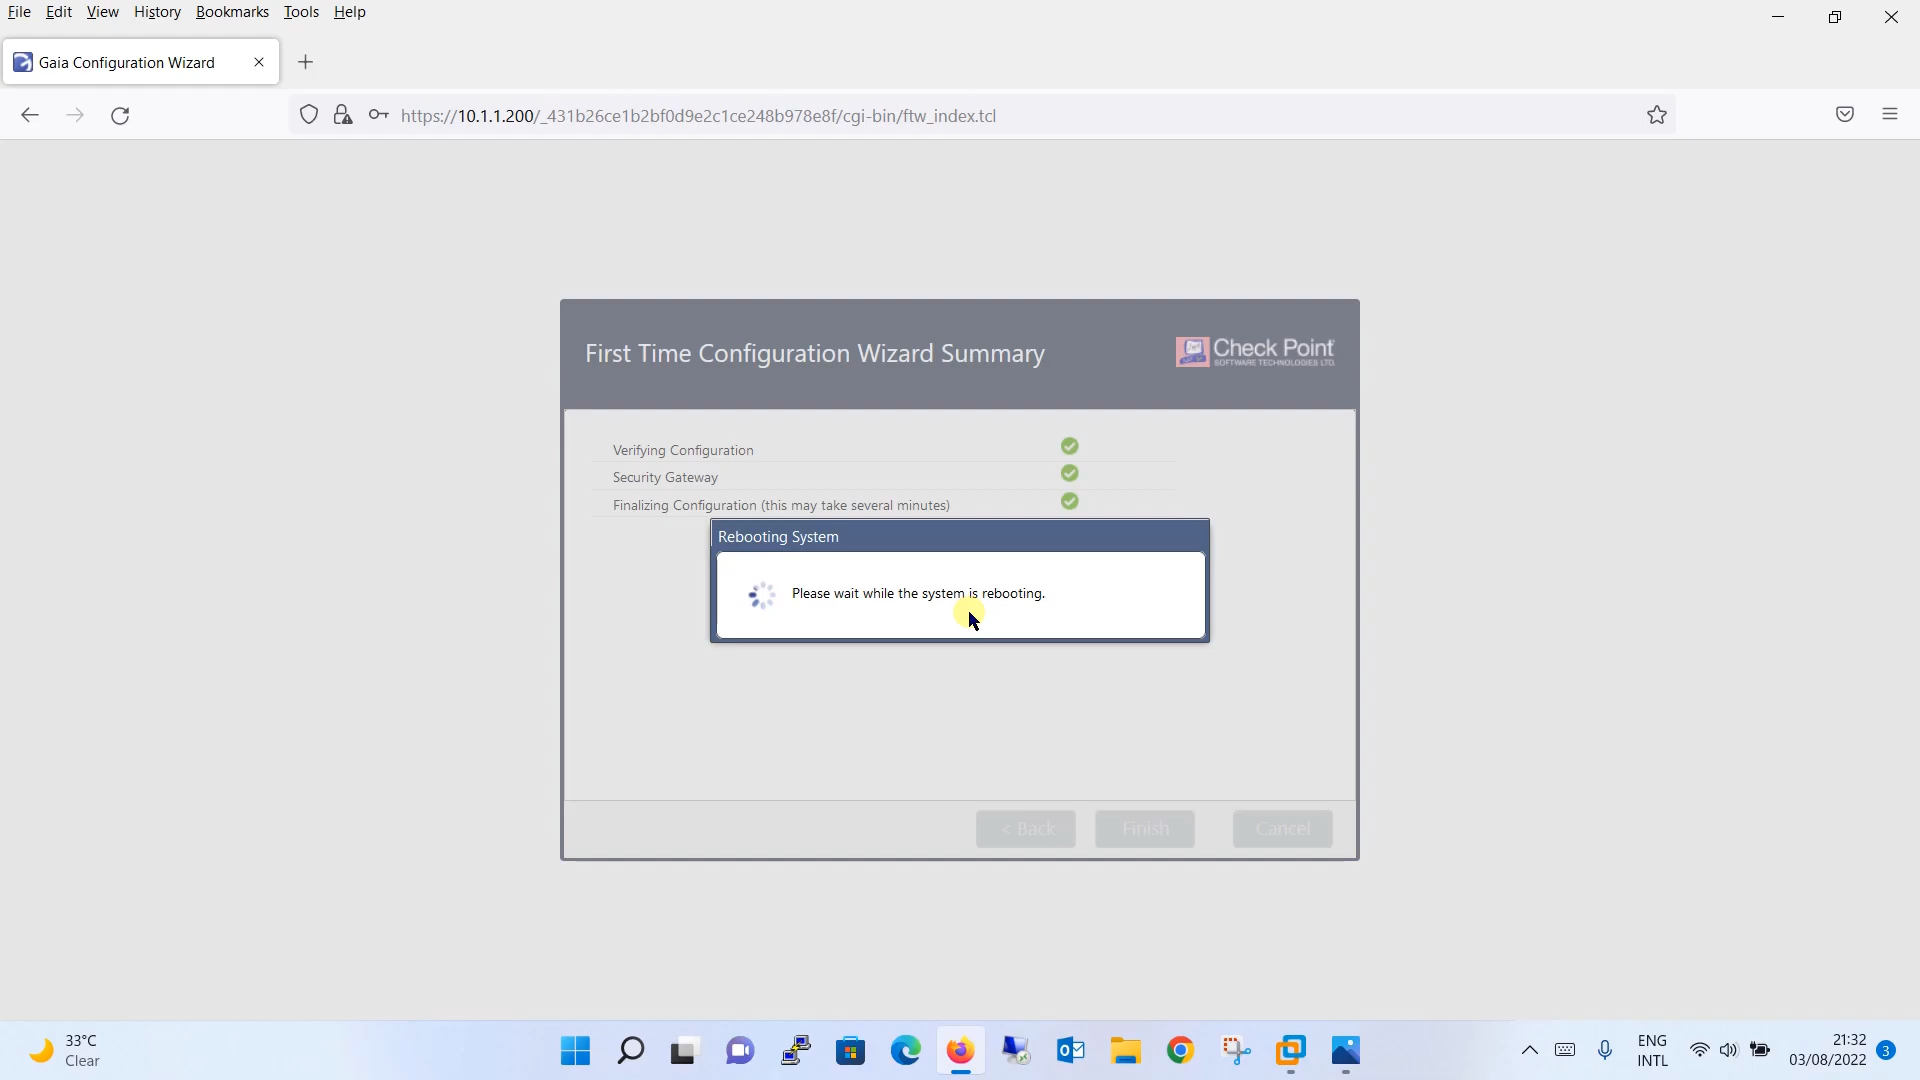 File Edit View History Bookmarks Tools Help
Gaia Configuration Wizard
https://10.1.1.200/_431b26ce1b2bf0d9e2c1ce248b978e8f/cgi-bin/ftw_index.tcl
First Time Configuration Wizard Summary
Check Point
SOFTWARE TECHNOLOGIES LTD.
Verifying Configuration
Security Gateway
Finalizing Configuration (this may take several minutes)
Rebooting System
Please wait while the system is rebooting.
< Back Finish Cancel
33°C
Clear
ENG
INTL
21:32
03/08/2022
3